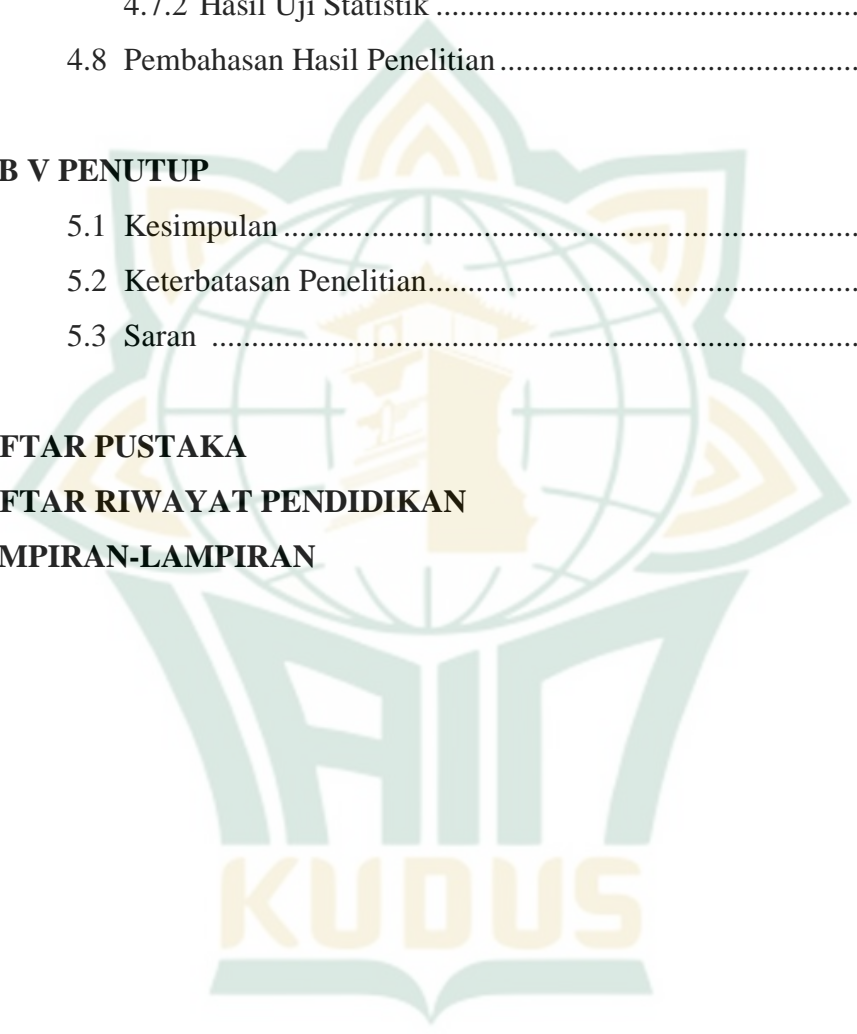 4.7.2 Hasil Uji Statistik ....................................................
4.8 Pembahasan Hasil Penelitian .............................................
B V PENUTUP
5.1 Kesimpulan ........................................................................
5.2 Keterbatasan Penelitian......................................................
5.3 Saran .................................................................................
FTAR PUSTAKA
FTAR RIWAYAT PENDIDIKAN
MPIRAN-LAMPIRAN
IAIN
KUDUS